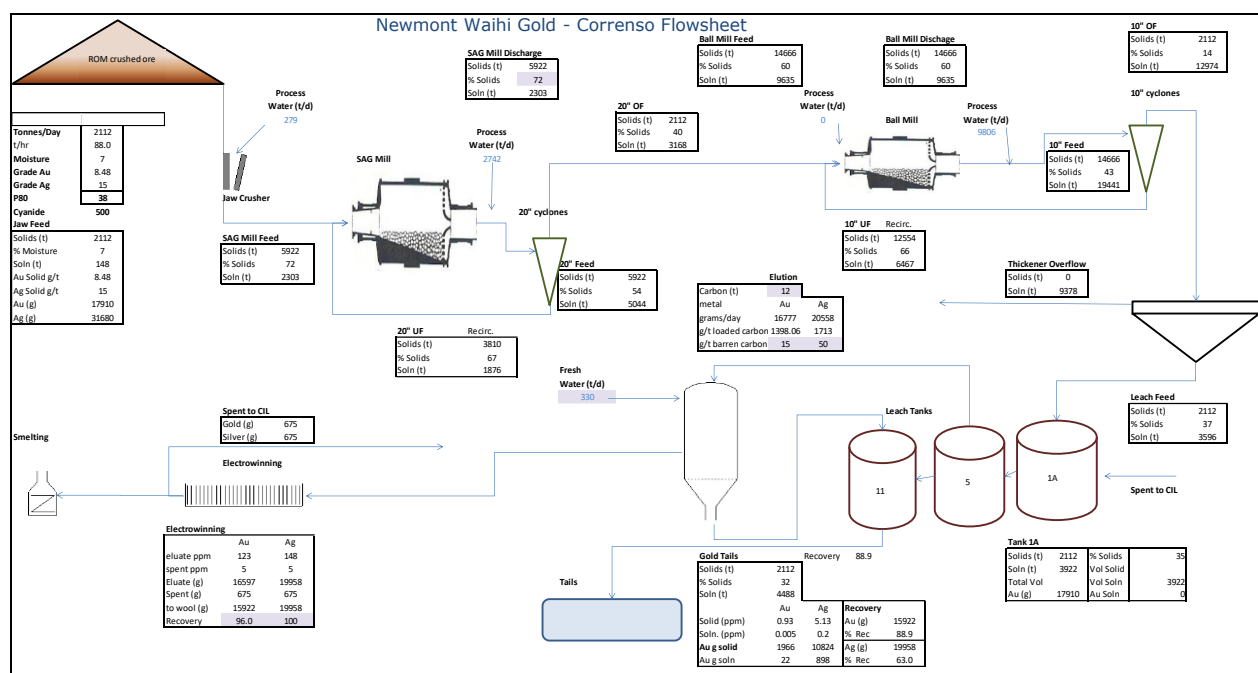 Newmont Waihi Gold - Correnso Flowsheet
ROM crushed ore
Tonnes/Day 2112
t/hr 88.0
Moisture 7
Grade Au 8.48
Grade Ag 15
P80 38
Cyanide 500
Jaw Feed
Solids (t) 2112
% Moisture 7
Soln (t) 148
Au Solid g/t 8.48
Ag Solid g/t 15
Au (g) 17910
Ag (g) 31680
Process
Water (t/d)
279
Jaw Crusher
SAG Mill Feed
Solids (t) 5922
% Solids 72
Soln (t) 2303
SAG Mill
SAG Mill Discharge
Solids (t) 5922
% Solids 72
Soln (t) 2303
Process
Water (t/d)
2742
20" cyclones
20" Feed
Solids (t) 5922
% Solids 54
Soln (t) 5044
20" UF Recirc.
Solids (t) 3810
% Solids 67
Soln (t) 1876
20" OF
Solids (t) 2112
% Solids 40
Soln (t) 3168
Ball Mill Feed
Solids (t) 14666
% Solids 60
Soln (t) 9635
Process
Water (t/d)
0
Ball Mill
Ball Mill Dischage
Solids (t) 14666
% Solids 60
Soln (t) 9635
Process
Water (t/d)
9806
10" OF
Solids (t) 2112
% Solids 14
Soln (t) 12974
10" cyclones
10" Feed
Solids (t) 14666
% Solids 43
Soln (t) 19441
10" UF Recirc.
Solids (t) 12554
% Solids 66
Soln (t) 6467
Thickener Overflow
Solids (t) 0
Soln (t) 9378
Elution
Carbon (t) 12
metal Au Ag
grams/day 16777 20558
g/t loaded carbon 1398.06 1713
g/t barren carbon 15 50
Fresh
Water (t/d)
330
Leach Feed
Solids (t) 2112
% Solids 37
Soln (t) 3596
Leach Tanks
11
5
1A
Spent to CIL
Spent to CIL
Gold (g) 675
Silver (g) 675
Smelting
Electrowinning
Electrowinning
Au Ag
eluate ppm 123 148
spent ppm 5 5
Eluate (g) 16597 19958
Spent (g) 675 675
to wool (g) 15922 19958
Recovery 96.0 100
Tails
Gold Tails Recovery 88.9
Solids (t) 2112
% Solids 32
Soln (t) 4488
Au Ag Recovery
Solid (ppm) 0.93 5.13 Au (g) 15922
Soln. (ppm) 0.005 0.2 % Rec 88.9
Au g solid 1966 10824 Ag (g) 19958
Au g soln 22 898 % Rec 63.0
Tank 1A
Solids (t) 2112 % Solids 35
Soln (t) 3922 Vol Solid
Total Vol Vol Soln 3922
Au (g) 17910 Au Soln 0